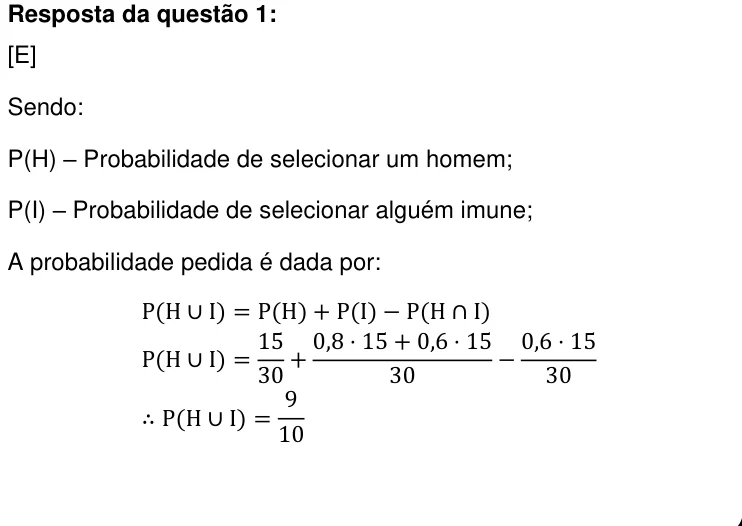 Resposta da questão 1:
[E]
Sendo:
P(H) – Probabilidade de selecionar um homem;
P(I) – Probabilidade de selecionar alguém imune;
A probabilidade pedida é dada por:
P(H ∪ I) = P(H) + P(I) − P(H ∩ I)
P(H ∪ I) = 15/30 + (0,8 · 15 + 0,6 · 15)/30 − (0,6 · 15)/30
∴ P(H ∪ I) = 9/10